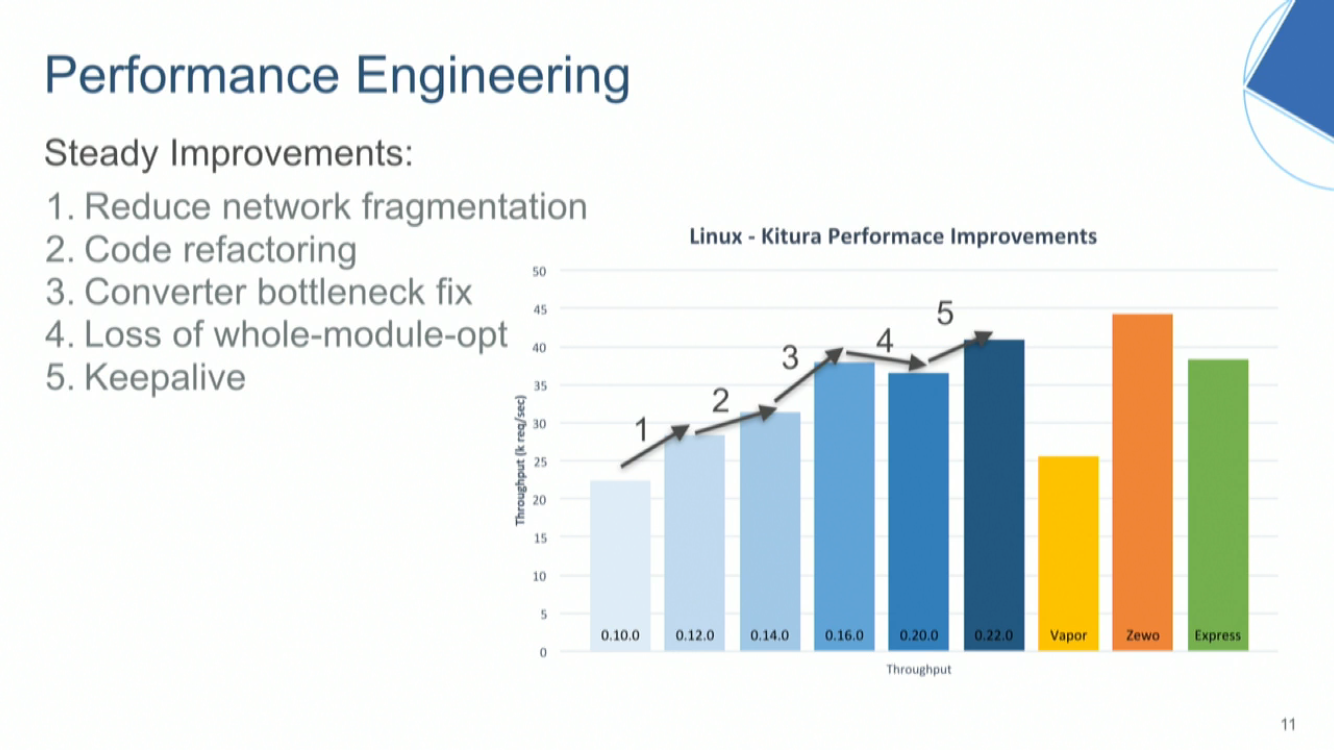 Performance Engineering
Steady Improvements:
1. Reduce network fragmentation
2. Code refactoring
3. Converter bottleneck fix
4. Loss of whole-module-opt
5. Keepalive
Linux - Kitura Performace Improvements
Throughput (k req/sec)
50
45
40
35
30
25
20
15
10
5
0
1
2
3
4
5
0.10.0
0.12.0
0.14.0
0.16.0
0.20.0
0.22.0
Vapor
Zewo
Express
Throughput
11